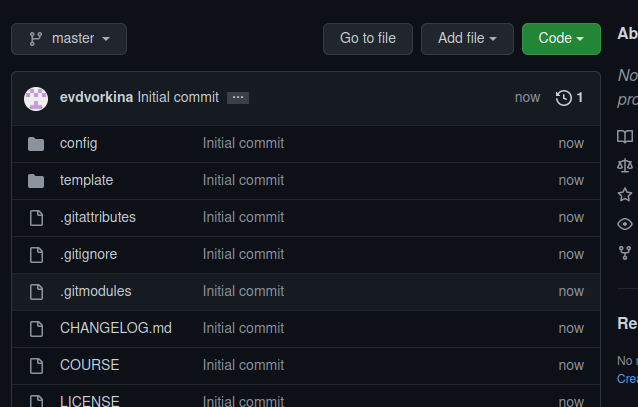 master Go to file Add file Code
Ab
No
evdvorkina Initial commit ... now 1
pro
config Initial commit now
template Initial commit now
.gitattributes Initial commit now
.gitignore Initial commit now
.gitmodules Initial commit now
CHANGELOG.md Initial commit now
Re
COURSE Initial commit now
No r
Crea
LICENSE Initial commit now